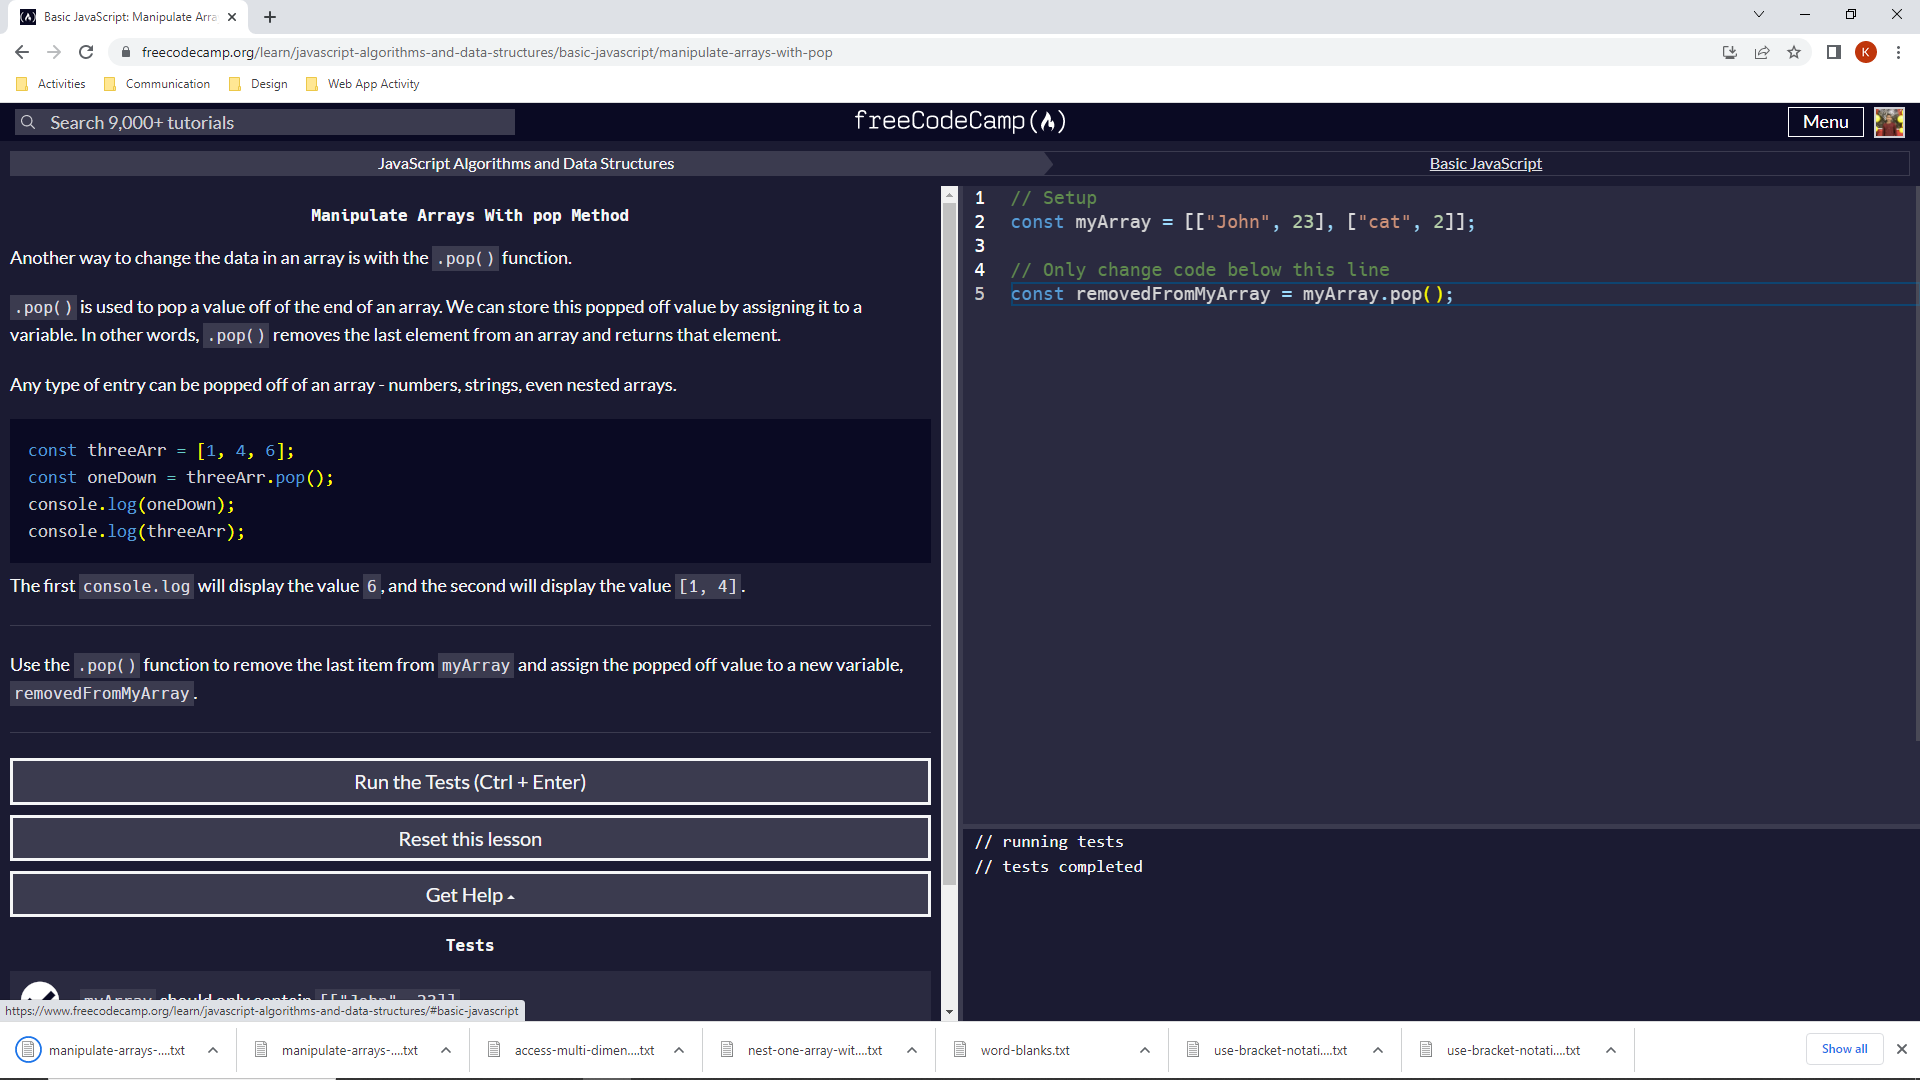 Basic JavaScript: Manipulate Arra
freecodecamp.org/learn/javascript-algorithms-and-data-structures/basic-javascript/manipulate-arrays-with-pop
K
Activities
Communication
Design
Web App Activity
Search 9,000+ tutorials
freeCodeCamp
Menu
JavaScript Algorithms and Data Structures
Basic JavaScript
Manipulate Arrays With pop Method
Another way to change the data in an array is with the .pop() function.
.pop() is used to pop a value off of the end of an array. We can store this popped off value by assigning it to a
variable. In other words, .pop() removes the last element from an array and returns that element.
Any type of entry can be popped off of an array - numbers, strings, even nested arrays.
const threeArr = [1, 4, 6];
const oneDown = threeArr.pop();
console.log(oneDown);
console.log(threeArr);
The first console.log will display the value 6, and the second will display the value [1, 4].
Use the .pop() function to remove the last item from myArray and assign the popped off value to a new variable,
removedFromMyArray.
Run the Tests (Ctrl + Enter)
Reset this lesson
Get Help
Tests
myArray should only contain [["John", 23]]
1 // Setup
2 const myArray = [["John", 23], ["cat", 2]];
3
4 // Only change code below this line
5 const removedFromMyArray = myArray.pop();
// running tests
// tests completed
https://www.freecodecamp.org/learn/javascript-algorithms-and-data-structures/#basic-javascript
manipulate-arrays-....txt
manipulate-arrays-....txt
access-multi-dimen....txt
nest-one-array-wit....txt
word-blanks.txt
use-bracket-notati....txt
use-bracket-notati....txt
Show all